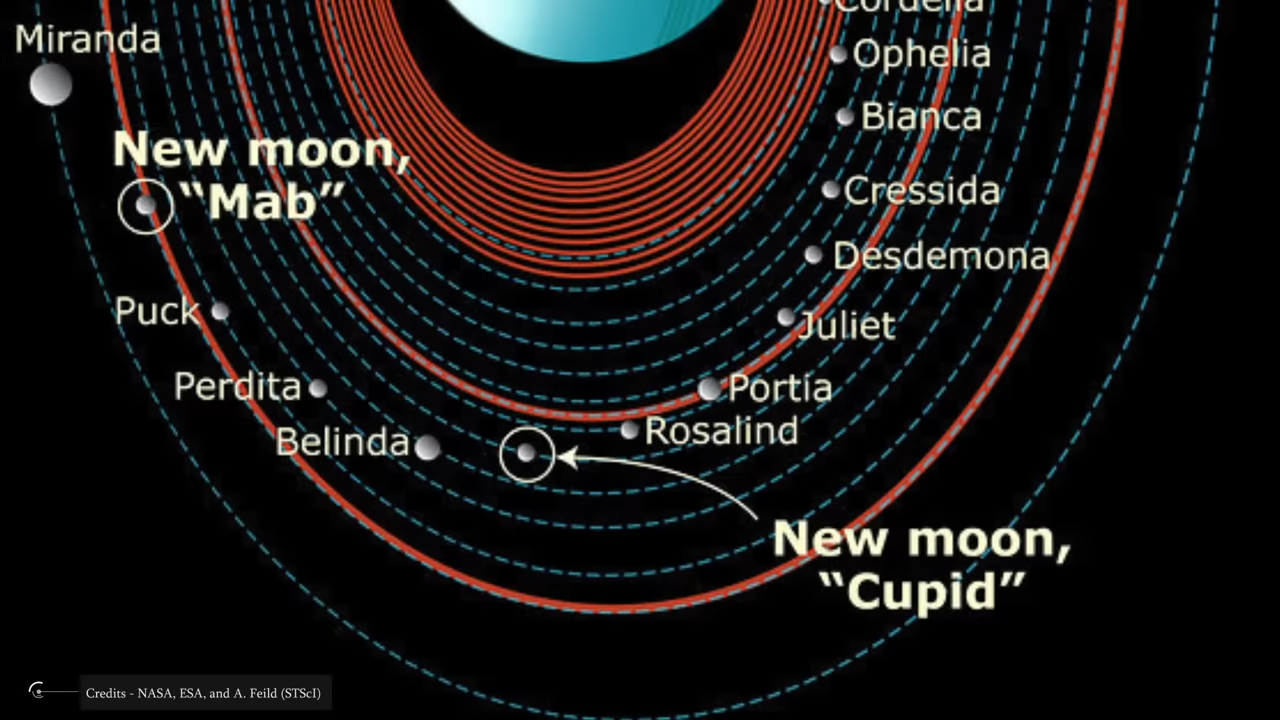 Cordelia
Miranda
Ophelia
Bianca
New moon,
“Mab”
Cressida
Desdemona
Puck
Juliet
Perdita
Portia
Belinda
Rosalind
New moon,
“Cupid”
Credits - NASA, ESA, and A. Feild (STScI)